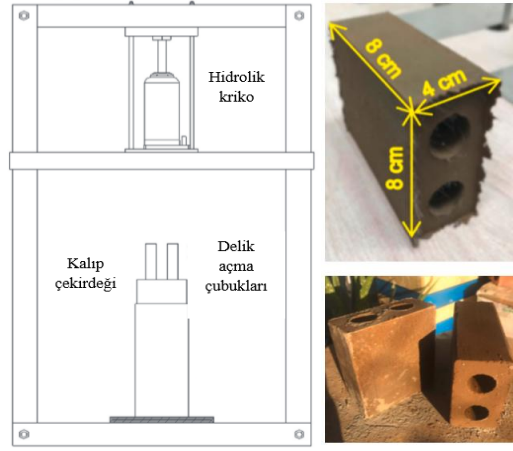 Hidrolik
kriko
Kalıp
çekirdeği
Delik
açma
çubukları
8 cm
4 cm
8 cm